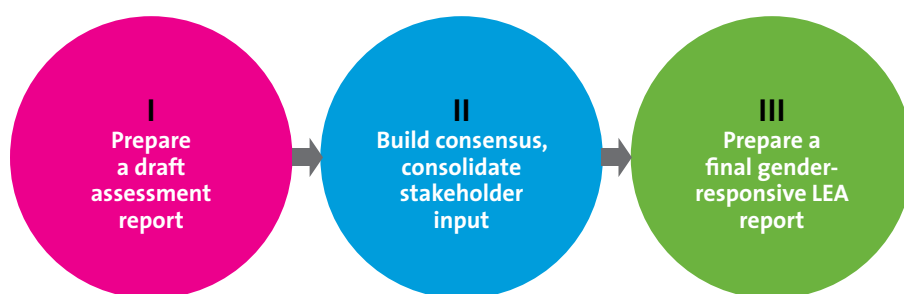 I
Prepare
a draft
assessment
report
II
Build consensus,
consolidate
stakeholder
input
III
Prepare a
final gender-
responsive LEA
report